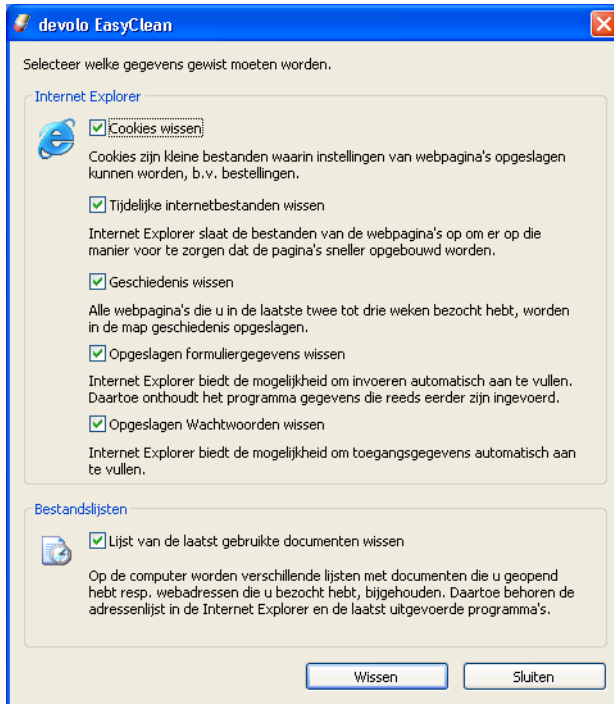 devolo EasyClean
Selecteer welke gegevens gewist moeten worden.
Internet Explorer
Cookies wissen
Cookies zijn kleine bestanden waarin instellingen van webpagina's opgeslagen
kunnen worden, b.v. bestellingen.
Tijdelijke internetbestanden wissen
Internet Explorer slaat de bestanden van de webpagina's op om er op die
manier voor te zorgen dat de pagina's sneller opgebouwd worden.
Geschiedenis wissen
Alle webpagina's die u in de laatste twee tot drie weken bezocht hebt, worden
in de map geschiedenis opgeslagen.
Opgeslagen formuliergegevens wissen
Internet Explorer biedt de mogelijkheid om invoeren automatisch aan te vullen.
Daartoe onthoudt het programma gegevens die reeds eerder zijn ingevoerd.
Opgeslagen Wachtwoorden wissen
Internet Explorer biedt de mogelijkheid om toegangsgegevens automatisch aan
te vullen.
Bestandslijsten
Lijst van de laatst gebruikte documenten wissen
Op de computer worden verschillende lijsten met documenten die u geopend
hebt resp. webadressen die u bezocht hebt, bijgehouden. Daartoe behoren de
adressenlijst in de Internet Explorer en de laatst uitgevoerde programma's.
Wissen
Sluiten